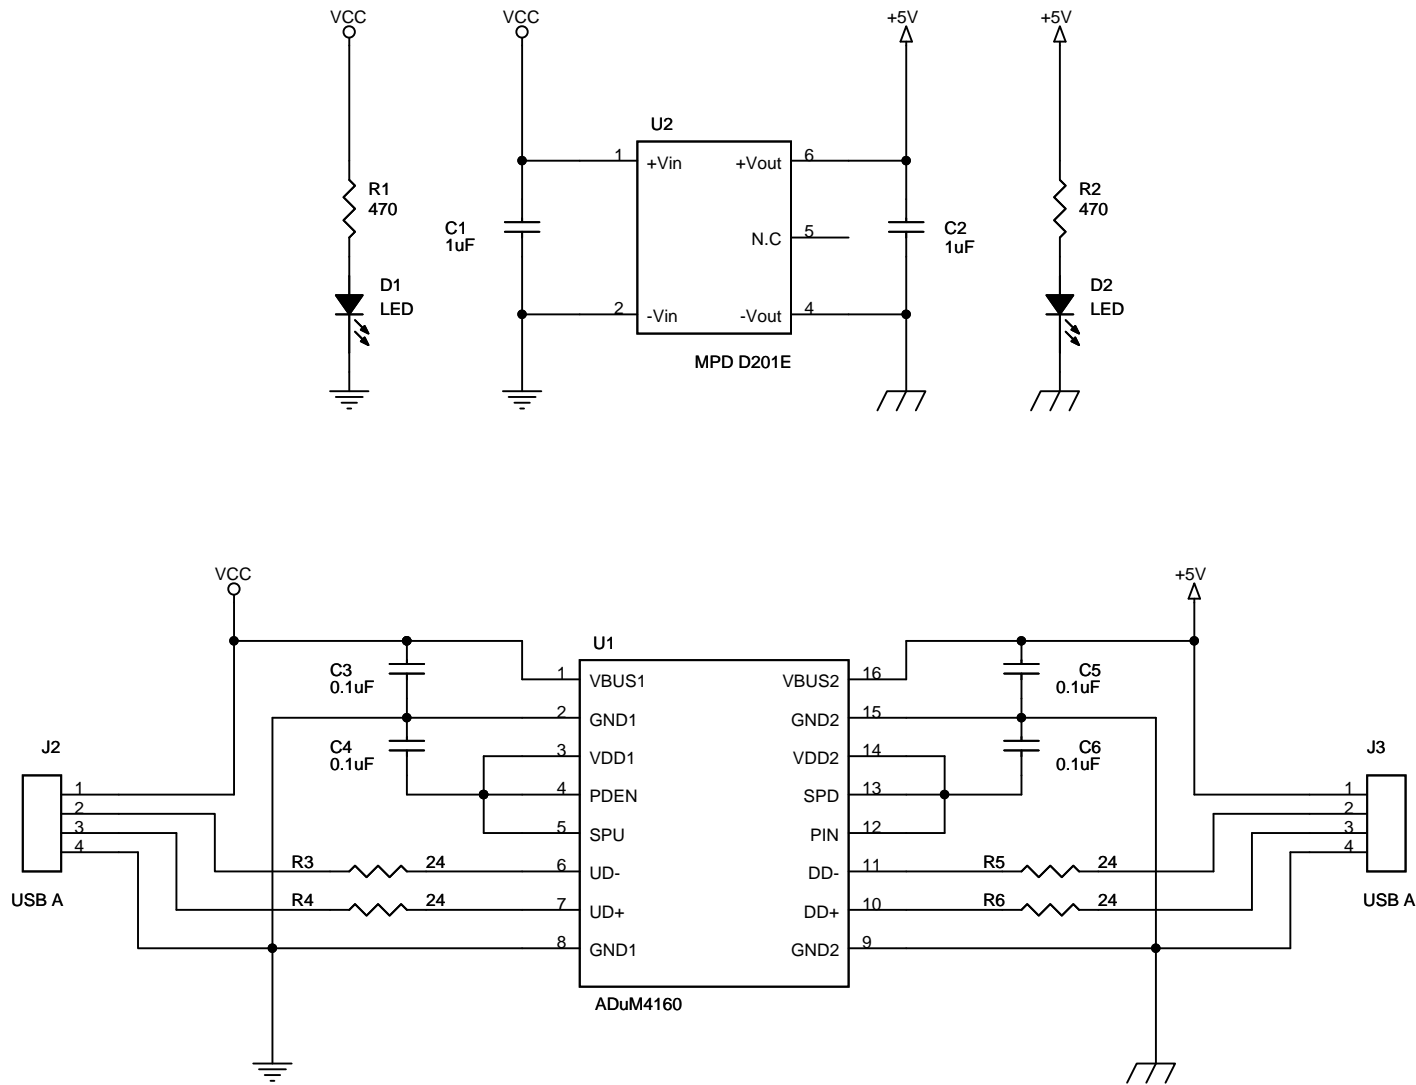 VCC
VCC
+5V
+5V
U2
1
+Vin
+Vout
6
R1
470
R2
470
C1
1uF
N.C
5
C2
1uF
D1
LED
D2
LED
2
-Vin
-Vout
4
MPD D201E
VCC
+5V
U1
C3
0.1uF
1
VBUS1
VBUS2
16
C5
0.1uF
2
GND1
GND2
15
J2
C4
0.1uF
3
VDD1
VDD2
14
C6
0.1uF
J3
1
4
PDEN
SPD
13
1
2
2
3
5
SPU
PIN
12
3
4
4
R3
24
6
UD-
DD-
11
R5
24
USB A
R4
24
7
UD+
DD+
10
R6
24
USB A
8
GND1
GND2
9
ADuM4160